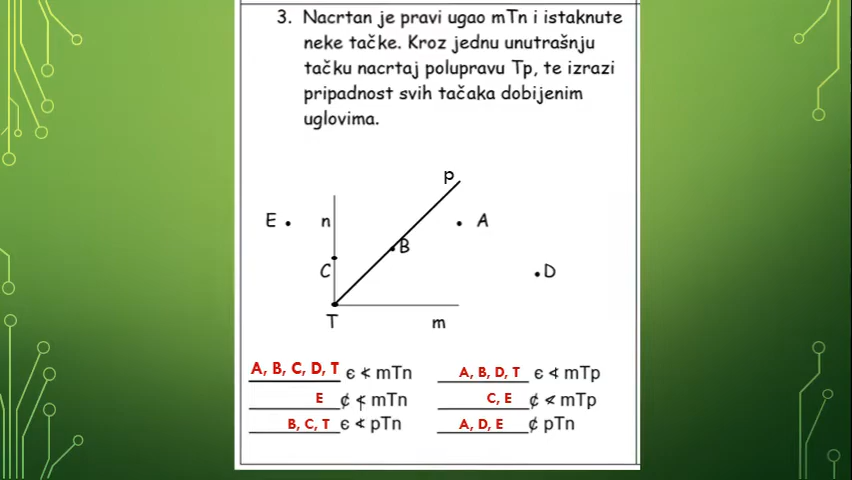 3. Nacrtan je pravi ugao mTn i istaknute
neke tačke. Kroz jednu unutrašnju
tačku nacrtaj polupravu Tp, te izrazi
pripadnost svih tačaka dobijenim
uglovima.
p
E n A
B
C D
T m
A, B, C, D, T є ∢ mTn A, B, D, T є ∢ mTp
E ¢ ∢ mTn C, E ¢ ∢ mTp
B, C, T є ∢ pTn A, D, E ¢ pTn